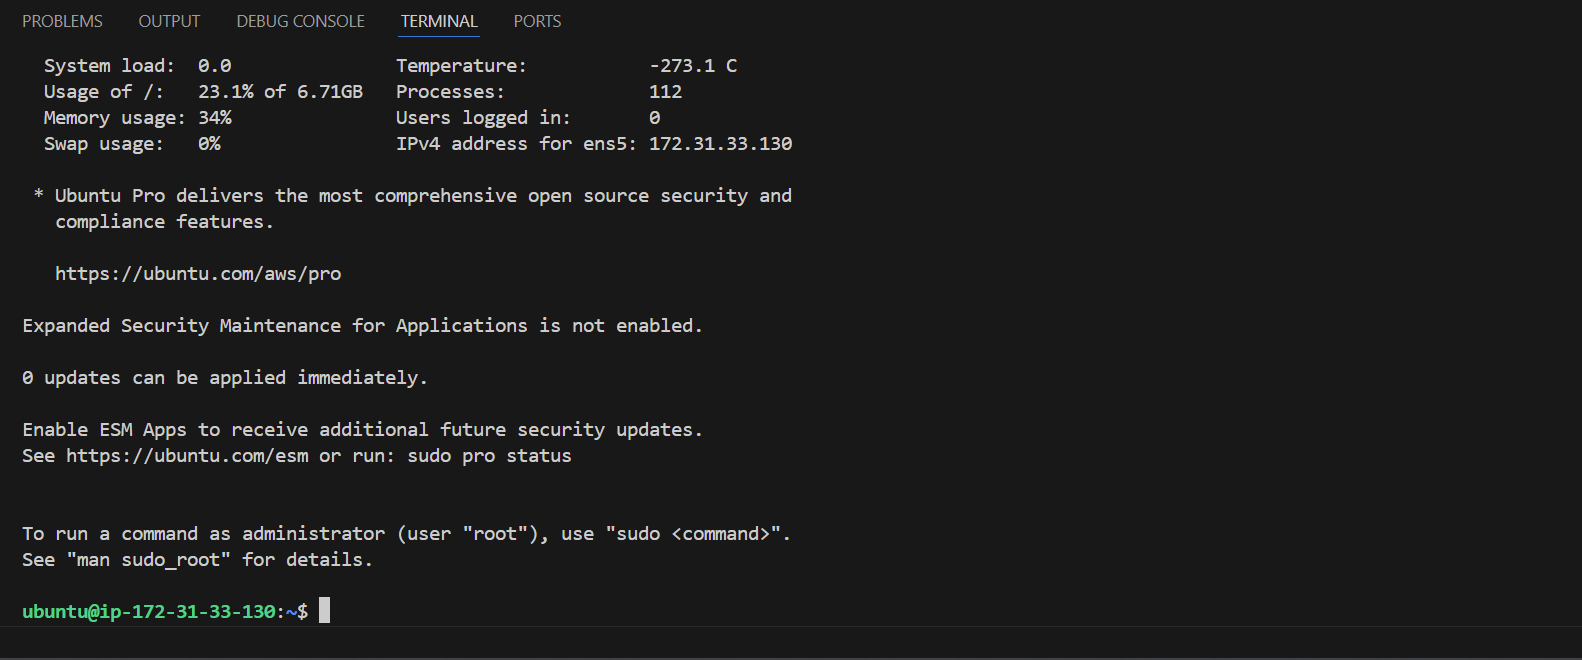 PROBLEMS OUTPUT DEBUG CONSOLE TERMINAL PORTS
System load: 0.0 Temperature: -273.1 C
Usage of /: 23.1% of 6.71GB Processes: 112
Memory usage: 34% Users logged in: 0
Swap usage: 0% IPv4 address for ens5: 172.31.33.130
* Ubuntu Pro delivers the most comprehensive open source security and
compliance features.
https://ubuntu.com/aws/pro
Expanded Security Maintenance for Applications is not enabled.
0 updates can be applied immediately.
Enable ESM Apps to receive additional future security updates.
See https://ubuntu.com/esm or run: sudo pro status
To run a command as administrator (user "root"), use "sudo <command>".
See "man sudo_root" for details.
ubuntu@ip-172-31-33-130:~$